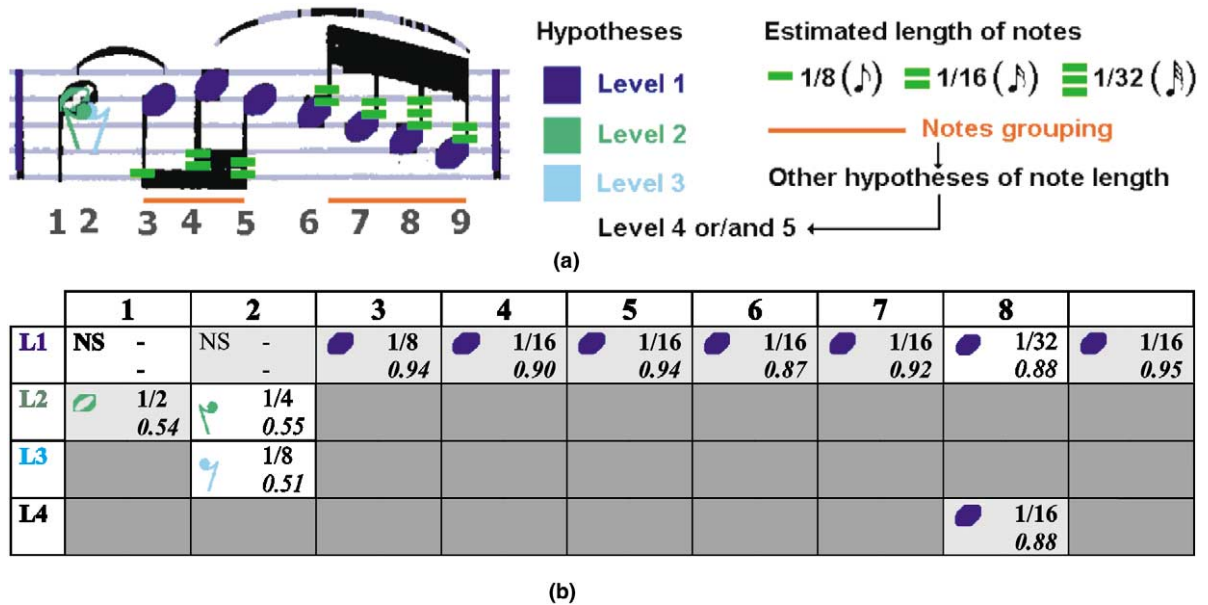 Hypotheses
Level 1
Level 2
Level 3
Estimated length of notes
1/8 (♪) 1/16 (𝅘𝅥𝅯) 1/32 (𝅘𝅥𝅰)
Notes grouping
Other hypotheses of note length
Level 4 or/and 5
1 2 3 4 5 6 7 8 9
(a)
1 2 3 4 5 6 7 8
L1 NS - NS - 1/8 1/16 1/16 1/16 1/16 1/32 1/16
- - 0.94 0.90 0.94 0.87 0.92 0.88 0.95
L2 1/2 1/4
0.54 0.55
L3 1/8
0.51
L4 1/16
0.88
(b)